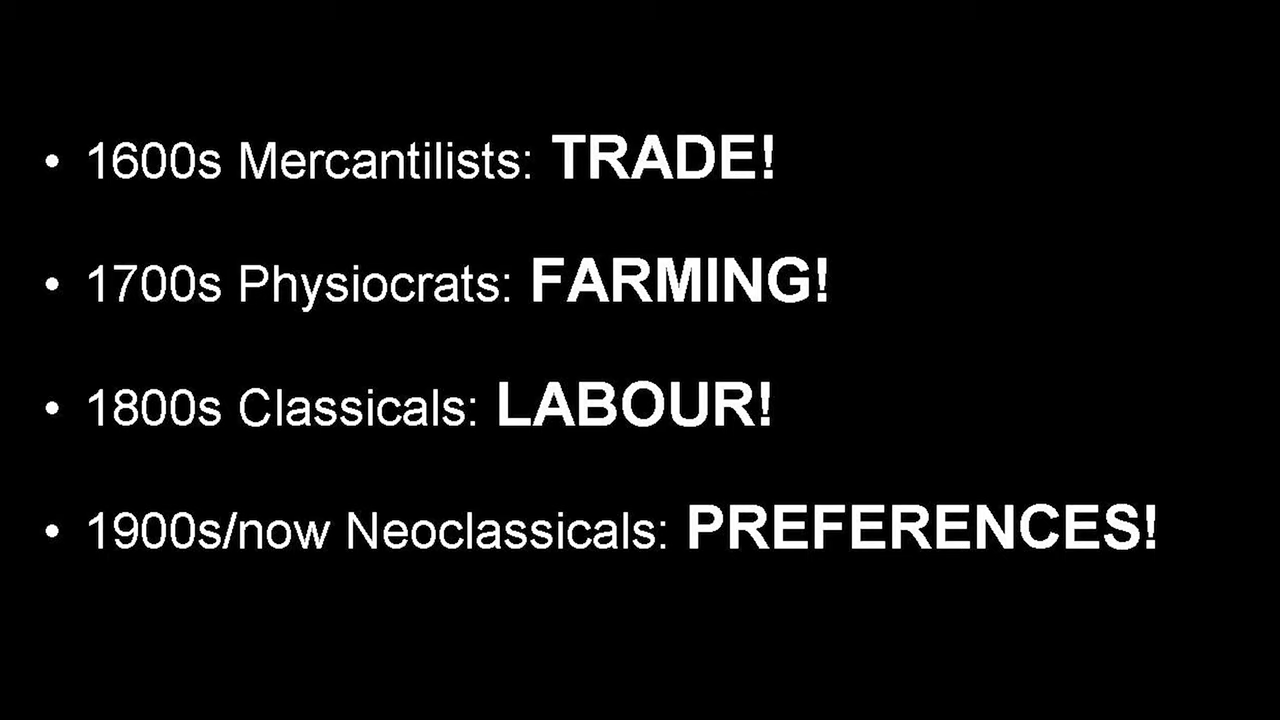 • 1600s Mercantilists: TRADE!
• 1700s Physiocrats: FARMING!
• 1800s Classicals: LABOUR!
• 1900s/now Neoclassicals: PREFERENCES!